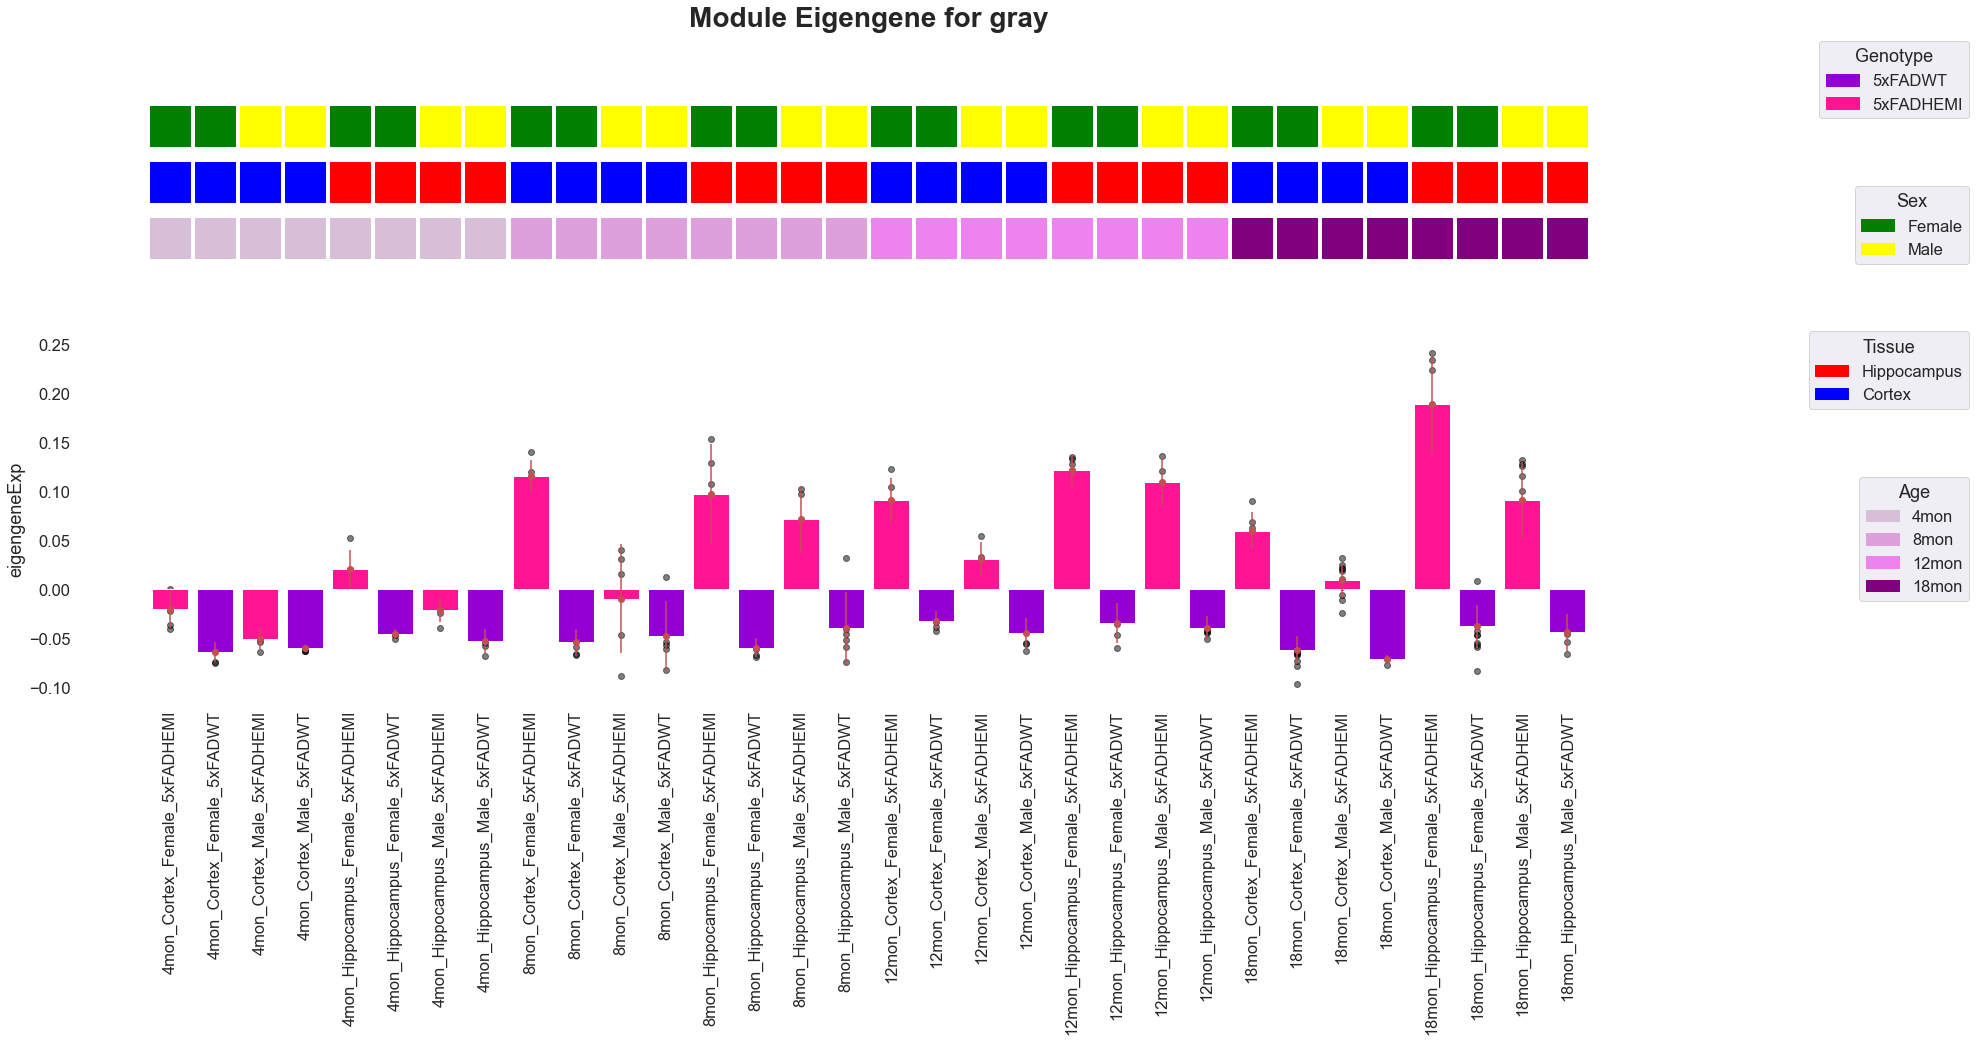 Module Eigengene for gray
Genotype
5xFADWT
5xFADHEMI
Sex
Female
Male
Tissue
Hippocampus
Cortex
Age
4mon
8mon
12mon
18mon
eigengeneExp
0.25
0.20
0.15
0.10
0.05
0.00
−0.05
−0.10
4mon_Cortex_Female_5xFADHEMI
4mon_Cortex_Female_5xFADWT
4mon_Cortex_Male_5xFADHEMI
4mon_Cortex_Male_5xFADWT
4mon_Hippocampus_Female_5xFADHEMI
4mon_Hippocampus_Female_5xFADWT
4mon_Hippocampus_Male_5xFADHEMI
4mon_Hippocampus_Male_5xFADWT
8mon_Cortex_Female_5xFADHEMI
8mon_Cortex_Female_5xFADWT
8mon_Cortex_Male_5xFADHEMI
8mon_Cortex_Male_5xFADWT
8mon_Hippocampus_Female_5xFADHEMI
8mon_Hippocampus_Female_5xFADWT
8mon_Hippocampus_Male_5xFADHEMI
8mon_Hippocampus_Male_5xFADWT
12mon_Cortex_Female_5xFADHEMI
12mon_Cortex_Female_5xFADWT
12mon_Cortex_Male_5xFADHEMI
12mon_Cortex_Male_5xFADWT
12mon_Hippocampus_Female_5xFADHEMI
12mon_Hippocampus_Female_5xFADWT
12mon_Hippocampus_Male_5xFADHEMI
12mon_Hippocampus_Male_5xFADWT
18mon_Cortex_Female_5xFADHEMI
18mon_Cortex_Female_5xFADWT
18mon_Cortex_Male_5xFADHEMI
18mon_Cortex_Male_5xFADWT
18mon_Hippocampus_Female_5xFADHEMI
18mon_Hippocampus_Female_5xFADWT
18mon_Hippocampus_Male_5xFADHEMI
18mon_Hippocampus_Male_5xFADWT